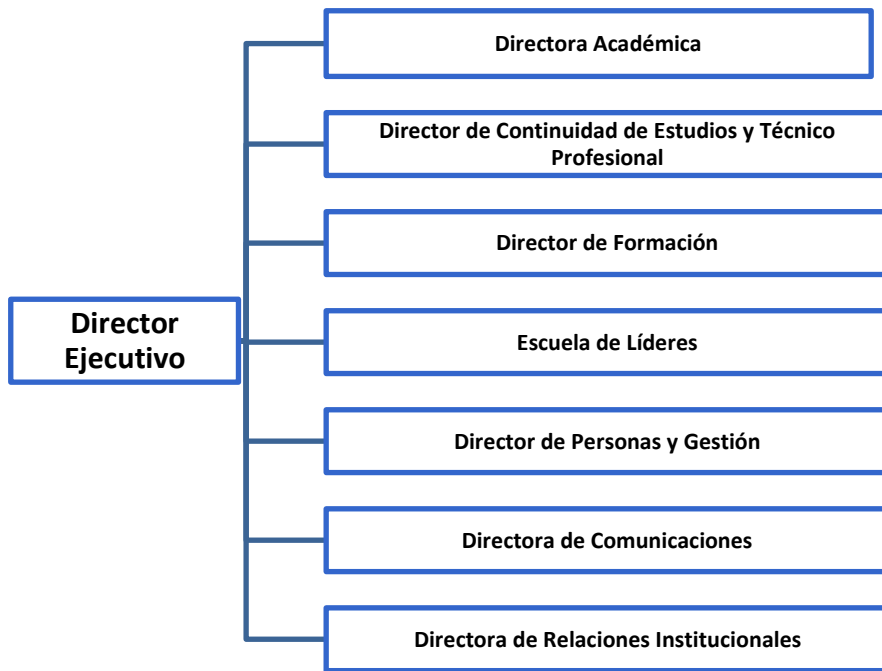 Directora Académica
Director de Continuidad de Estudios y Técnico
Profesional
Director de Formación
Director
Ejecutivo
Escuela de Líderes
Director de Personas y Gestión
Directora de Comunicaciones
Directora de Relaciones Institucionales